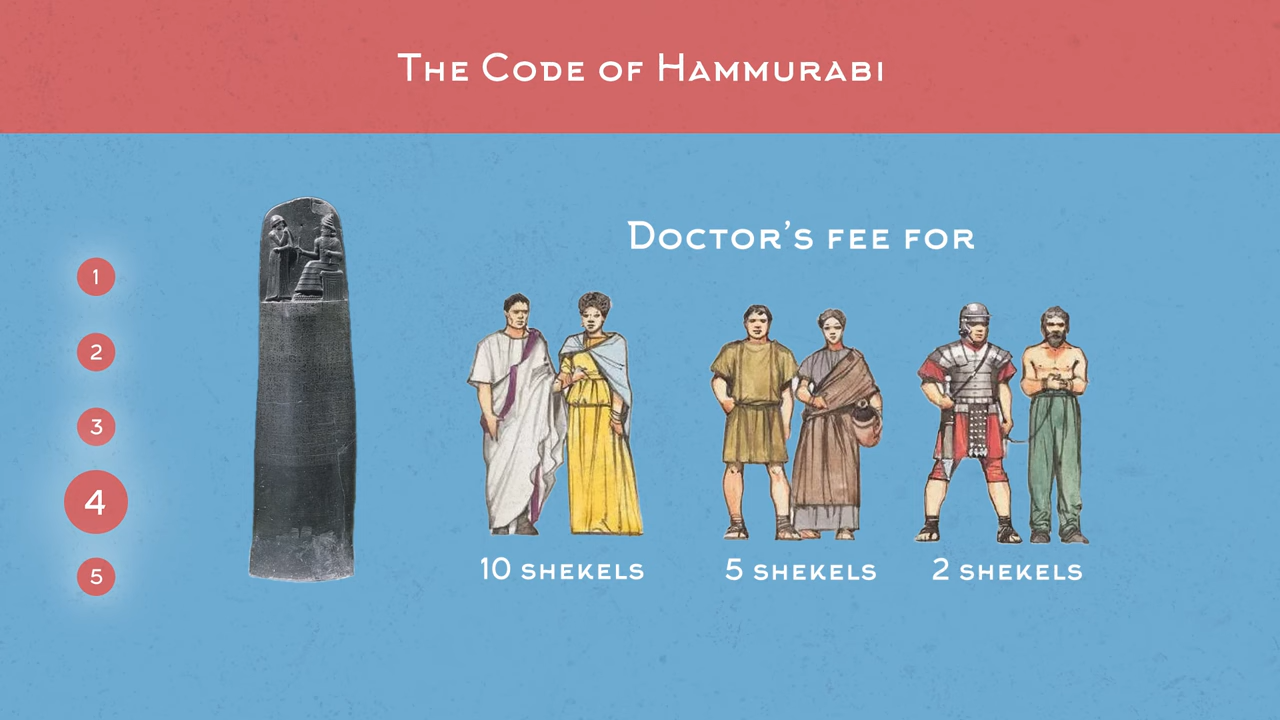 The Code of Hammurabi
Doctor's fee for
1
2
3
4
5
10 shekels
5 shekels
2 shekels